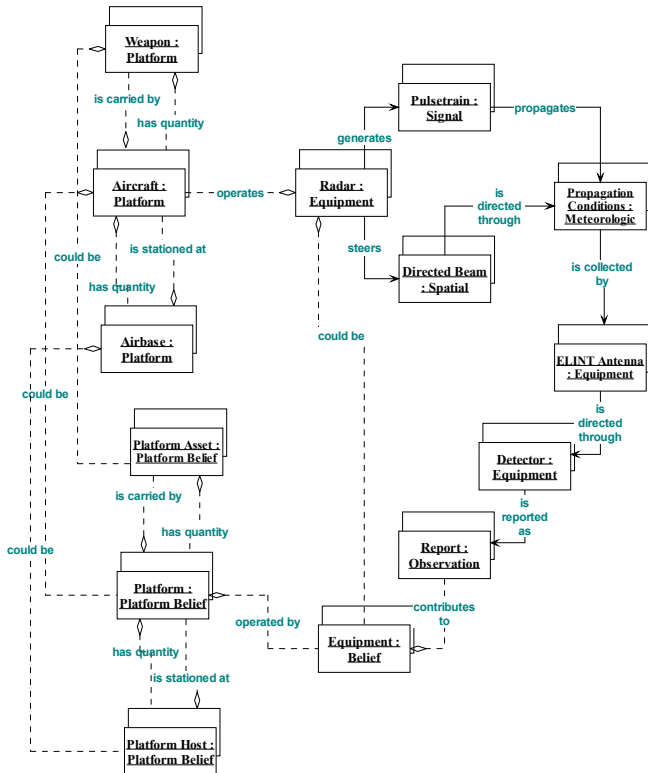 Weapon :
Platform
is carried by
has quantity
Aircraft :
Platform
operates
Radar :
Equipment
generates
Pulsetrain :
Signal
propagates
is
directed
through
Propagation
Conditions :
Meteorologic
steers
Directed Beam
: Spatial
is stationed at
could be
has quantity
Airbase :
Platform
could be
is collected
by
ELINT Antenna
: Equipment
could be
is
directed
through
Platform Asset :
Platform Belief
Detector :
Equipment
is carried by
has quantity
is
reported
as
could be
Report :
Observation
Platform :
Platform Belief
operated by
contributes
to
Equipment :
Belief
has quantity
is stationed at
Platform Host :
Platform Belief